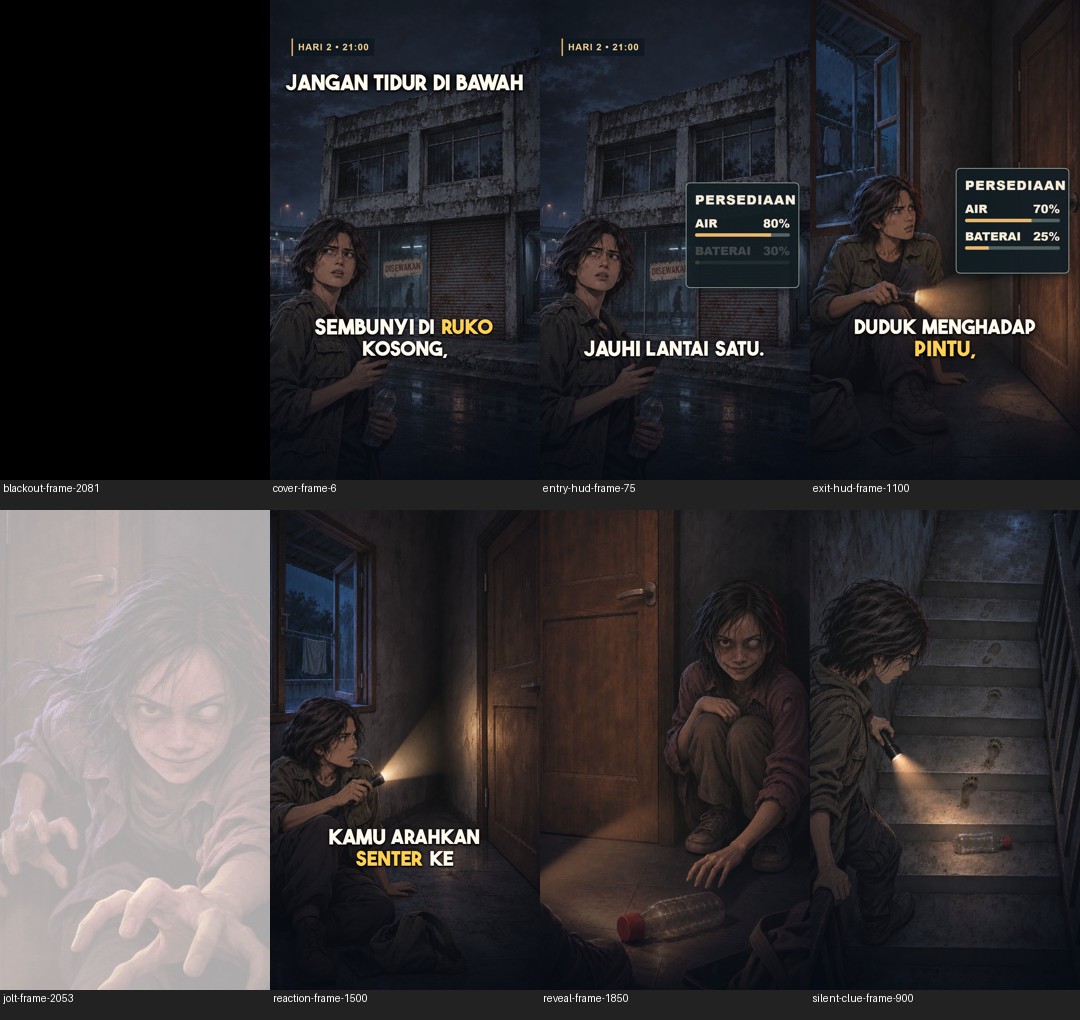 HARI 2 • 21:00
JANGAN TIDUR DI BAWAH
DISEWAKAN
SEMBUNYI DI RUKO
KOSONG,
blackout-frame-2081
cover-frame-6
HARI 2 • 21:00
PERSEDIAAN
AIR 80%
BATERAI 30%
DISEWAKAN
JAUHI LANTAI SATU.
entry-hud-frame-75
PERSEDIAAN
AIR 70%
BATERAI 25%
DUDUK MENGHADAP
PINTU,
exit-hud-frame-1100
KAMU ARAHKAN
SENTER KE
jolt-frame-2053
reaction-frame-1500
reveal-frame-1850
silent-clue-frame-900